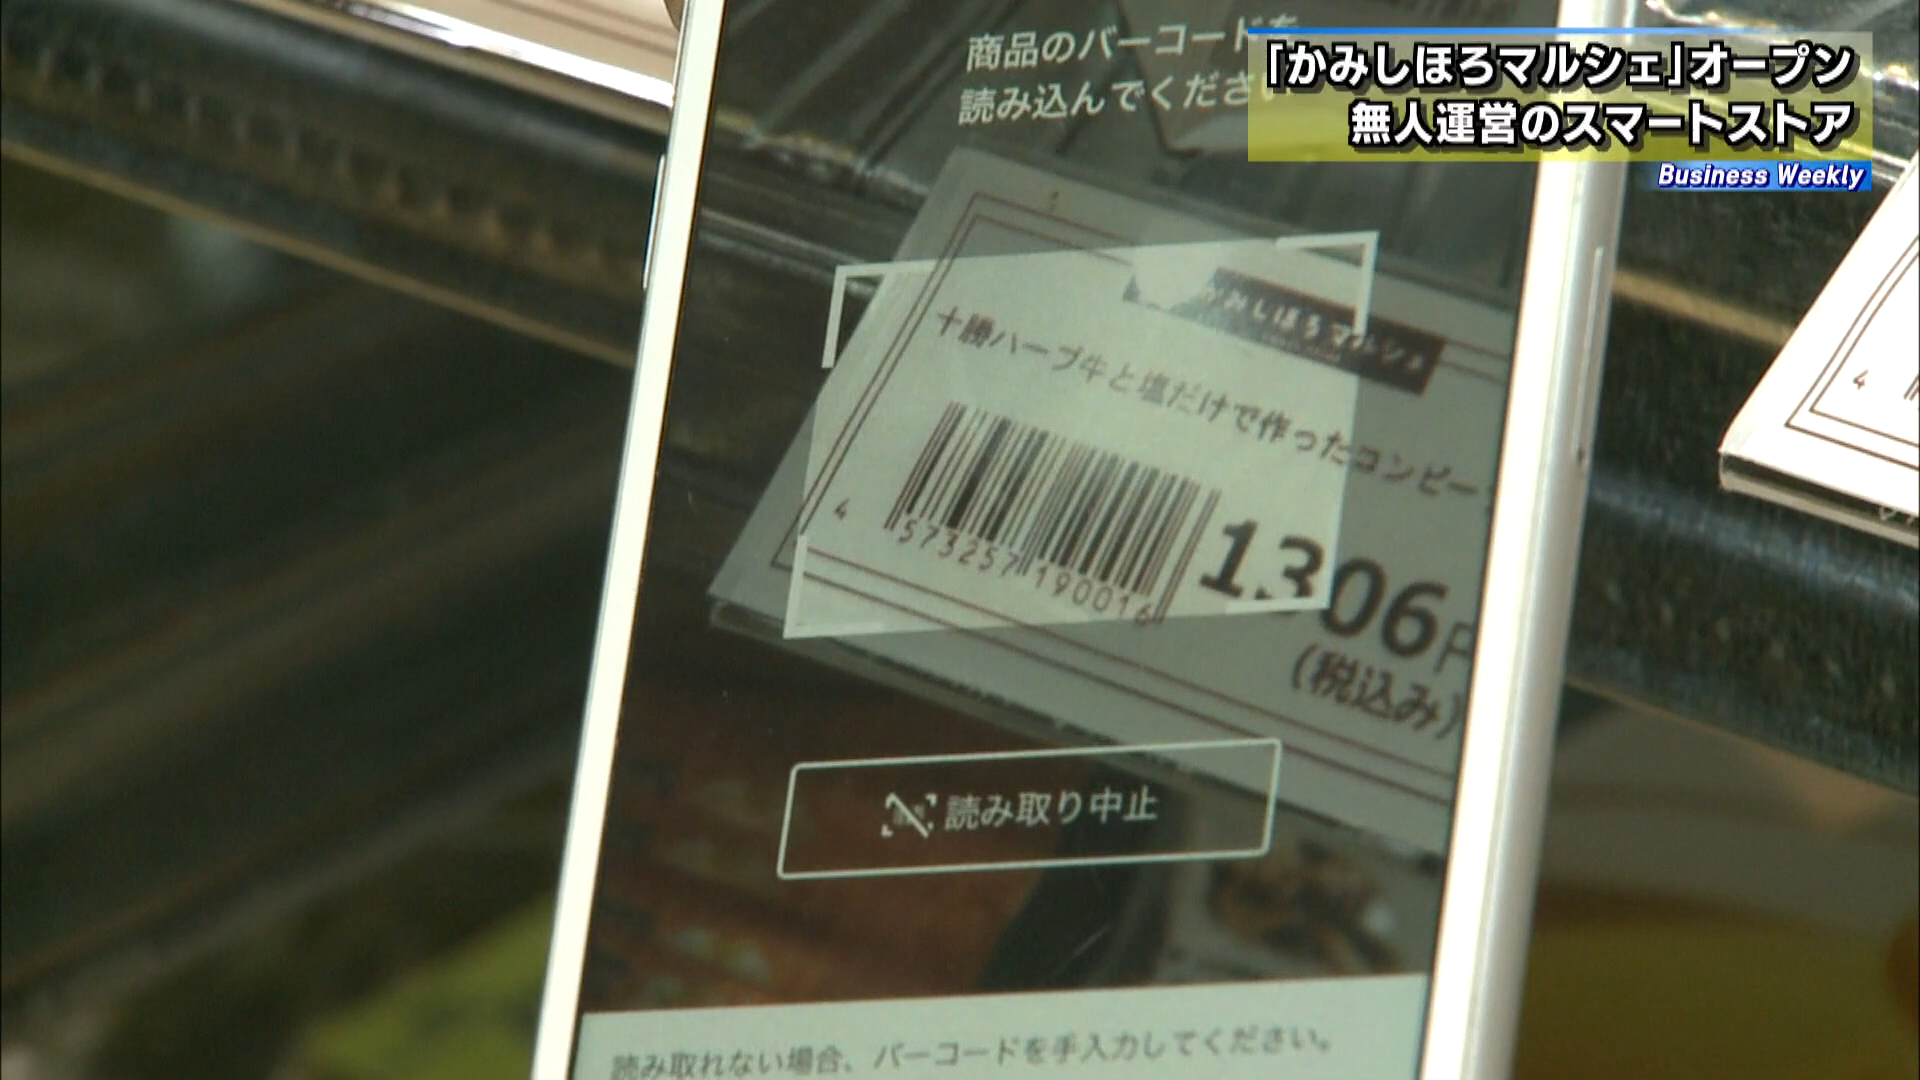 商品のバーコードを
読み込んでくださ
「かみしほろマルシェ」オープン
無人運営のスマートストア
Business Weekly
かみしほろマルシェ
十勝ハーブ牛と塩だけで作ったコンビー
4 573257 190016
1306円
(税込み)
4
読み取り中止
読み取れない場合、バーコードを手入力してください。